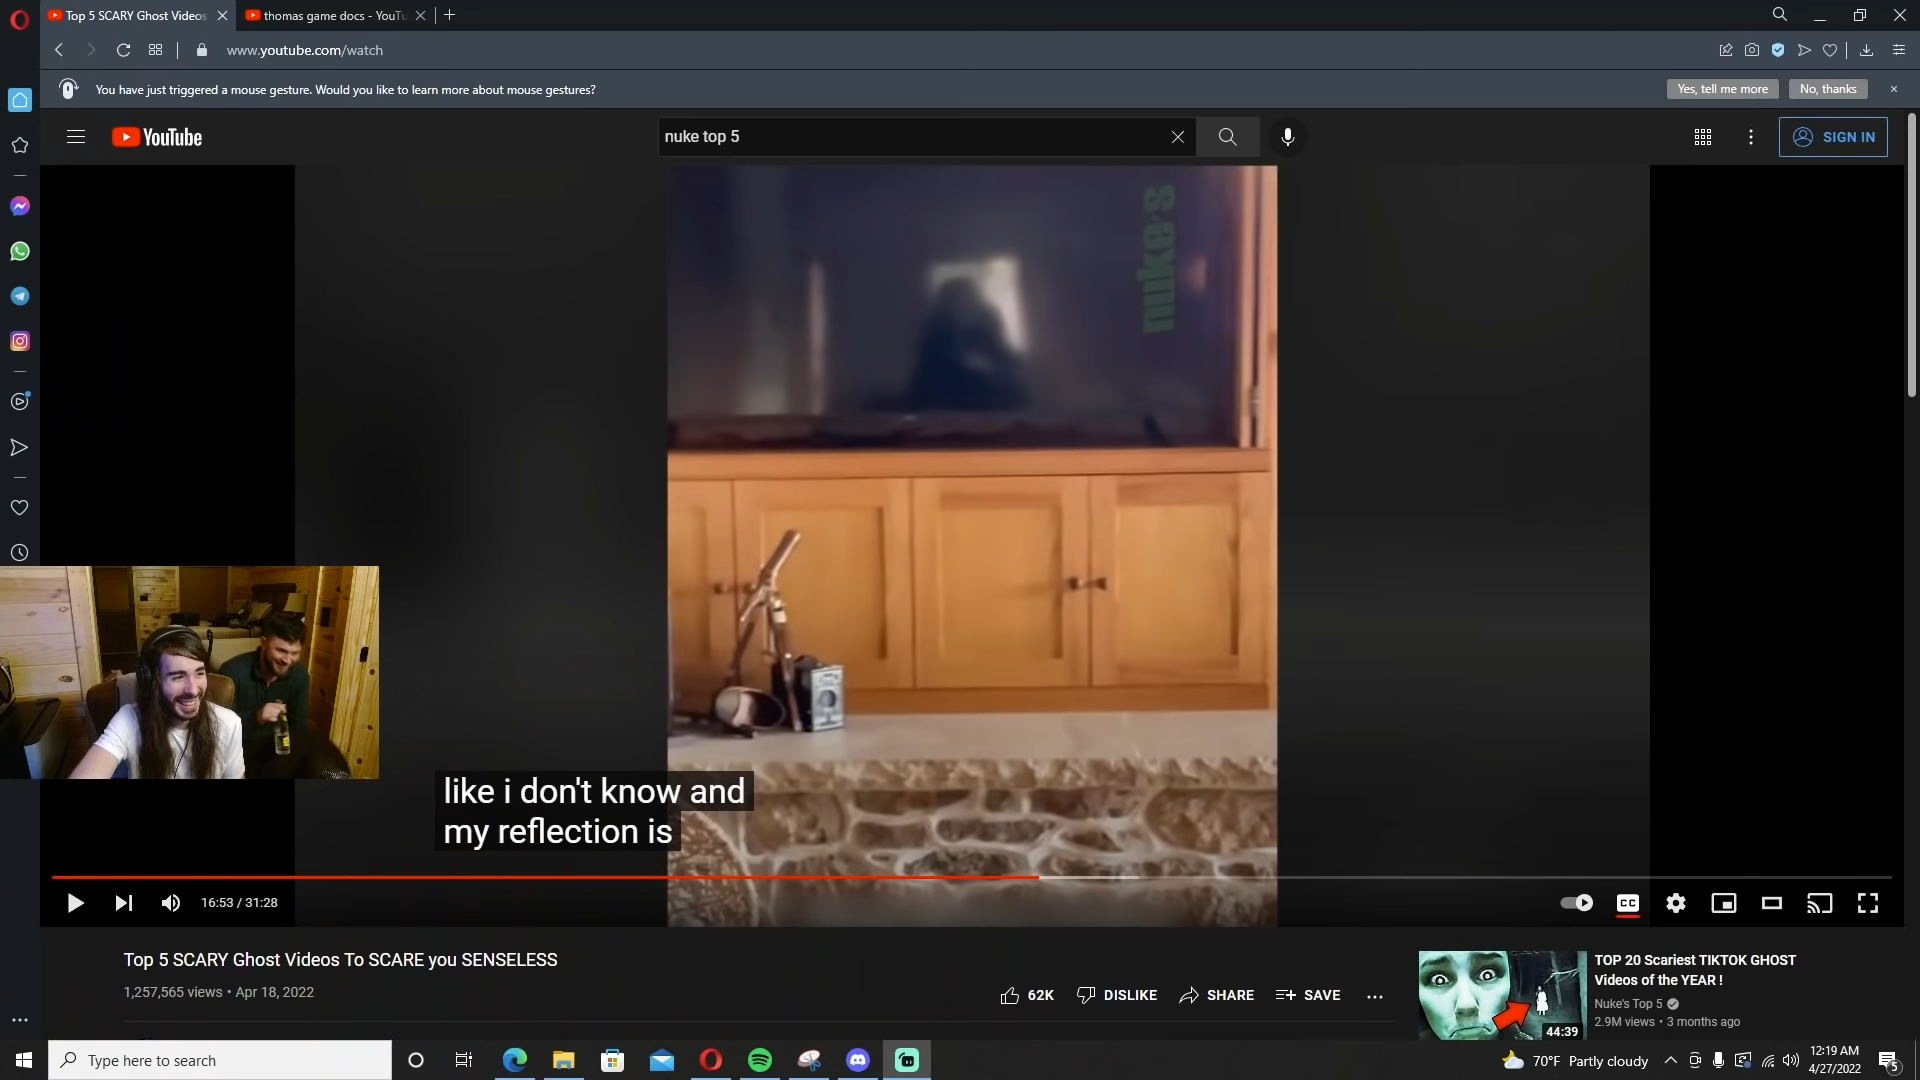 Top 5 SCARY Ghost Videos
thomas game docs - YouTu
www.youtube.com/watch
You have just triggered a mouse gesture. Would you like to learn more about mouse gestures?
Yes, tell me more
No, thanks
YouTube
nuke top 5
SIGN IN
nuke's
like i don't know and
my reflection is
16:53 / 31:28
CC
Top 5 SCARY Ghost Videos To SCARE you SENSELESS
1,257,565 views • Apr 18, 2022
62K
DISLIKE
SHARE
SAVE
44:39
TOP 20 Scariest TIKTOK GHOST
Videos of the YEAR !
Nuke's Top 5
2.9M views • 3 months ago
Type here to search
70°F Partly cloudy
12:19 AM
4/27/2022
5